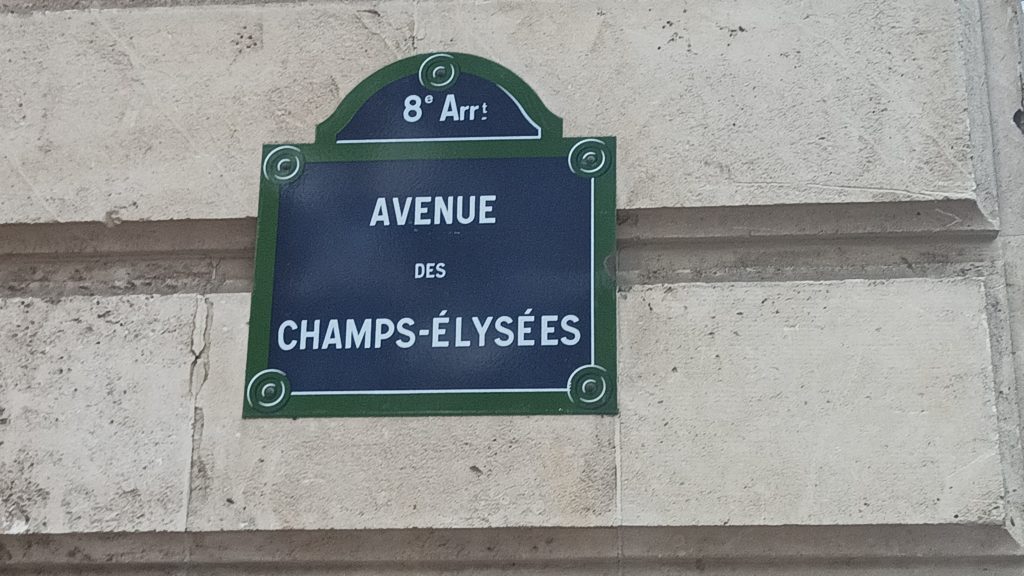 8e Arrt.
AVENUE
DES
CHAMPS-ÉLYSÉES